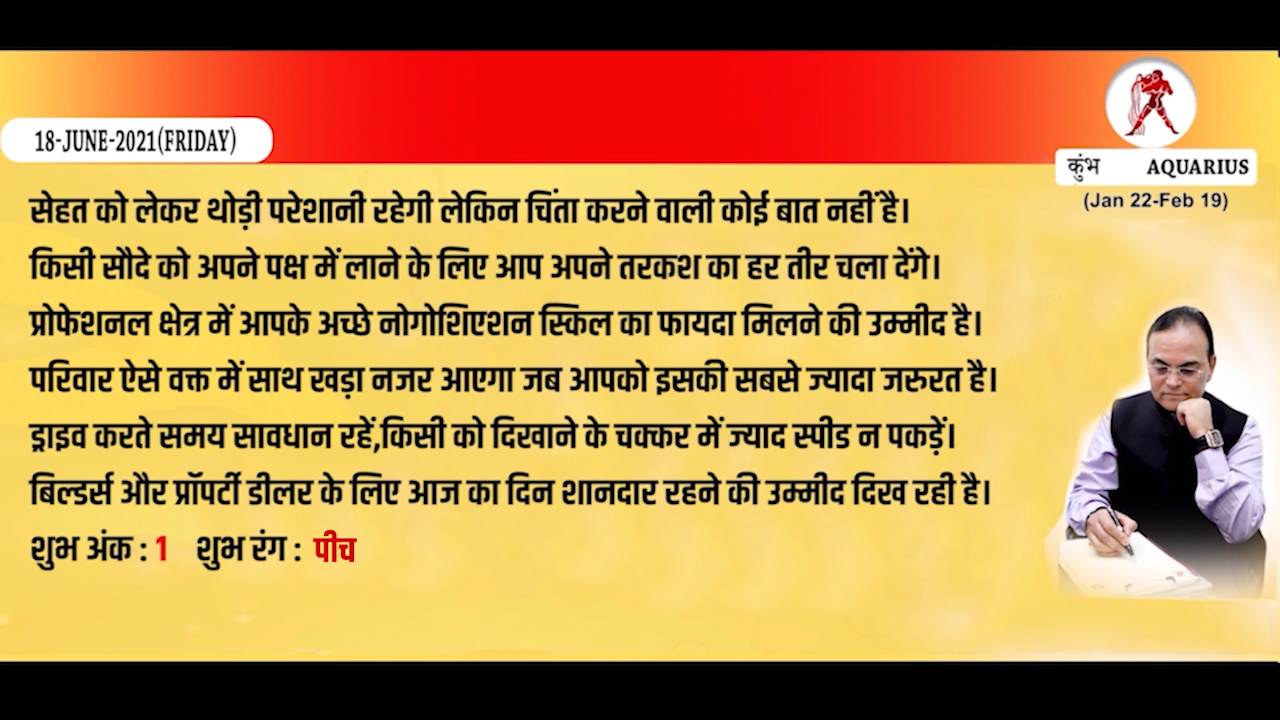 18-JUNE-2021(FRIDAY)
कुंभ AQUARIUS
(Jan 22-Feb 19)
सेहत को लेकर थोड़ी परेशानी रहेगी लेकिन चिंता करने वाली कोई बात नहीं है।
किसी सौदे को अपने पक्ष में लाने के लिए आप अपने तरकश का हर तीर चला देंगे।
प्रोफेशनल क्षेत्र में आपके अच्छे नोगोशिएशन स्किल का फायदा मिलने की उम्मीद है।
परिवार ऐसे वक्त में साथ खड़ा नजर आएगा जब आपको इसकी सबसे ज्यादा जरुरत है।
ड्राइव करते समय सावधान रहें,किसी को दिखाने के चक्कर में ज्याद स्पीड न पकड़ें।
बिल्डर्स और प्रॉपर्टी डीलर के लिए आज का दिन शानदार रहने की उम्मीद दिख रही है।
शुभ अंक : 1 शुभ रंग : पीच